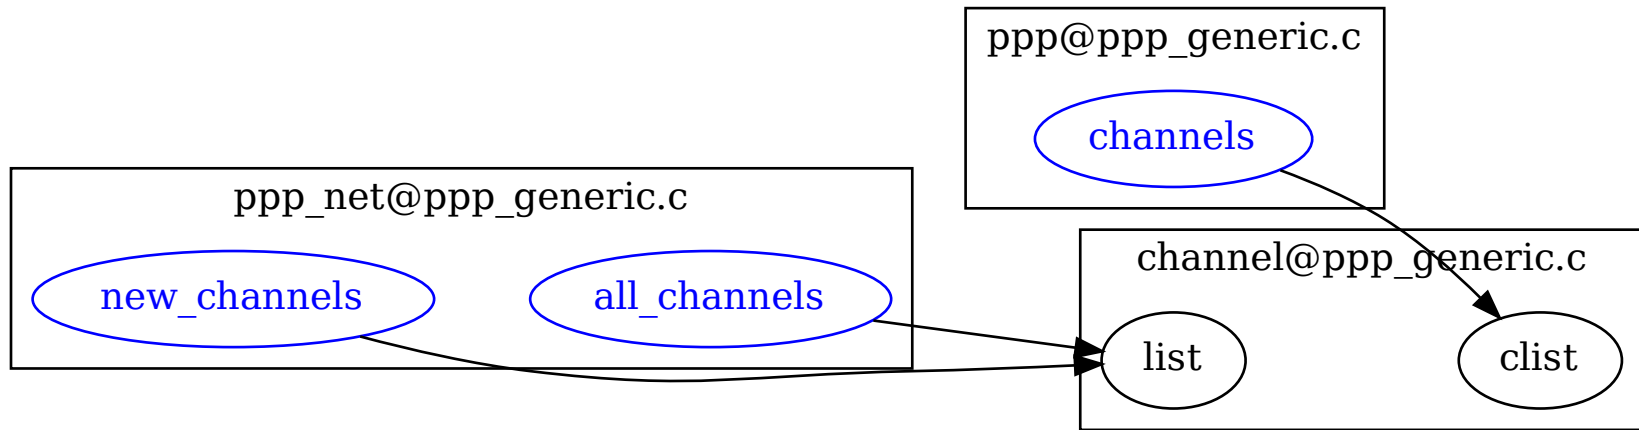 ppp@ppp_generic.c
channels
ppp_net@ppp_generic.c
new_channels
all_channels
channel@ppp_generic.c
list
clist